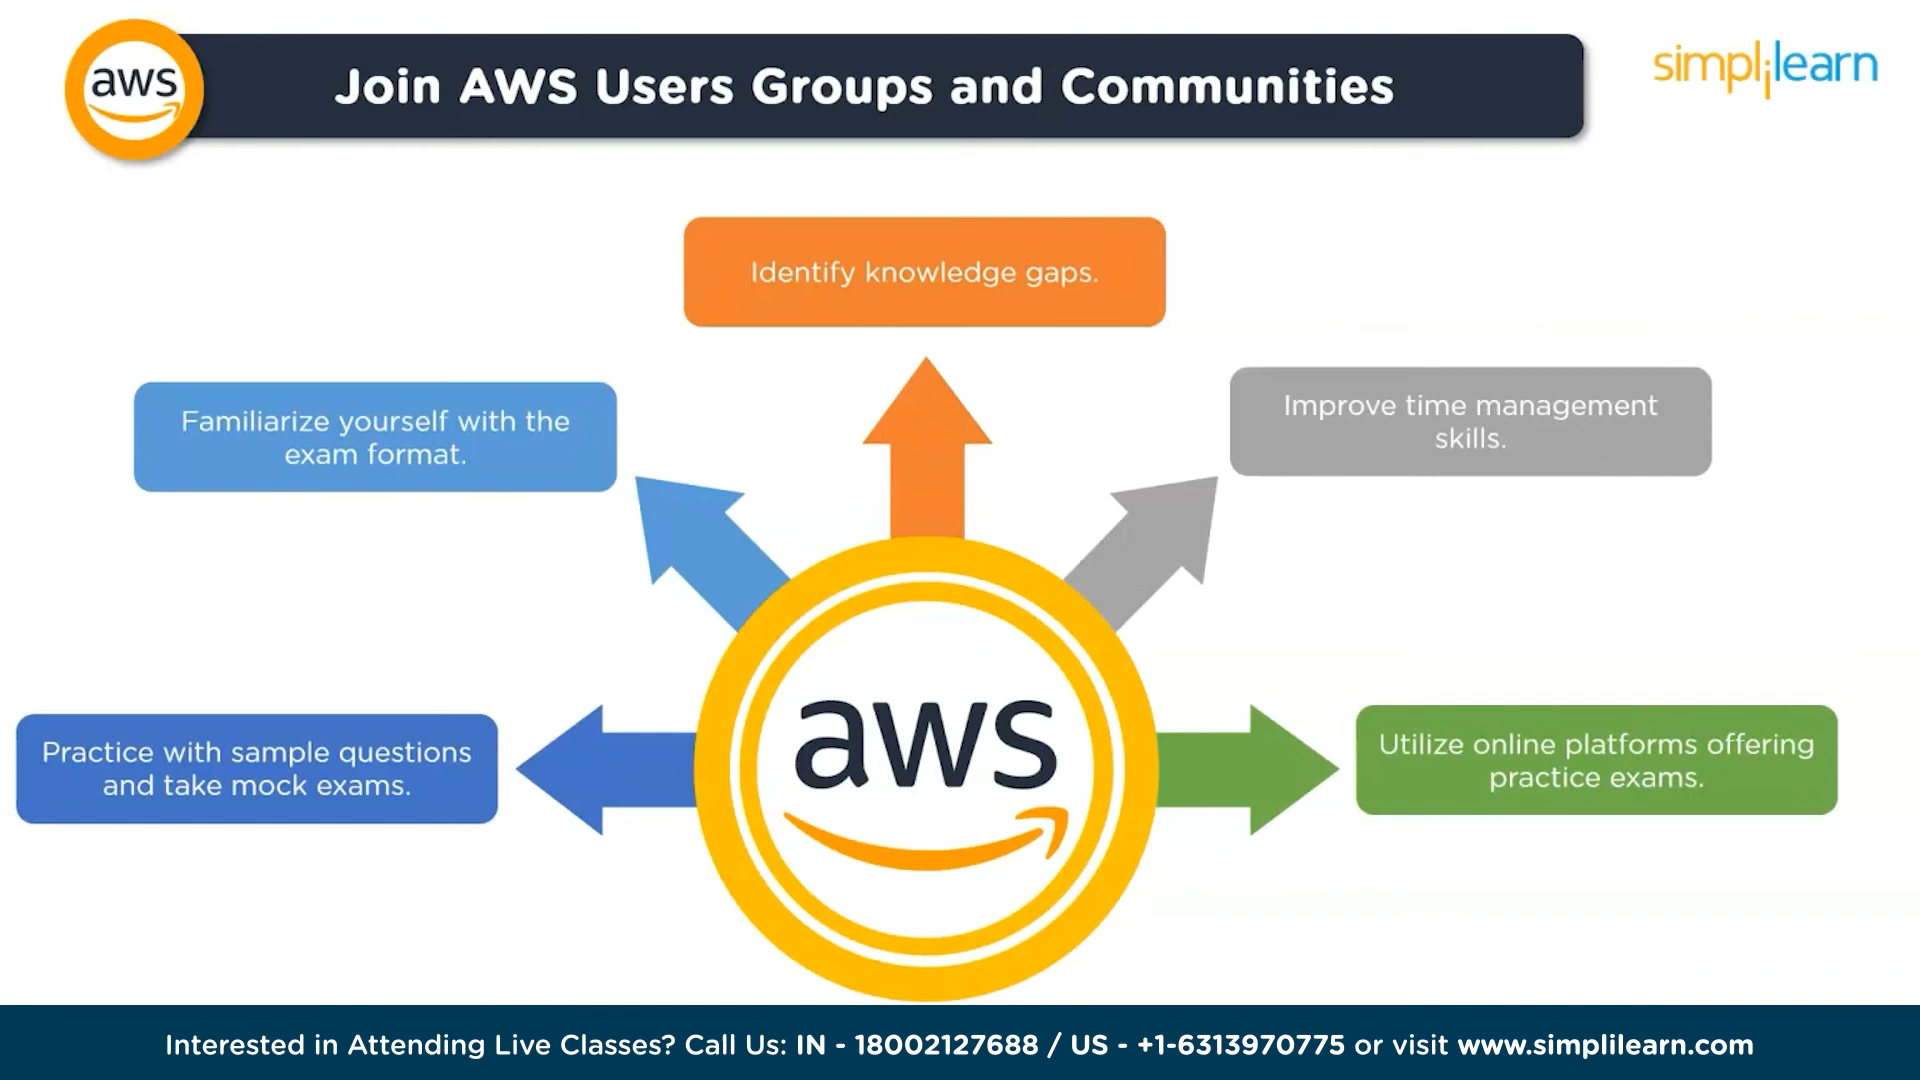 aws
Join AWS Users Groups and Communities
simplilearn
Identify knowledge gaps.
Familiarize yourself with the
exam format.
Improve time management
skills.
Practice with sample questions
and take mock exams.
aws
Utilize online platforms offering
practice exams.
Interested in Attending Live Classes? Call Us: IN - 18002127688 / US - +1-6313970775 or visit www.simplilearn.com